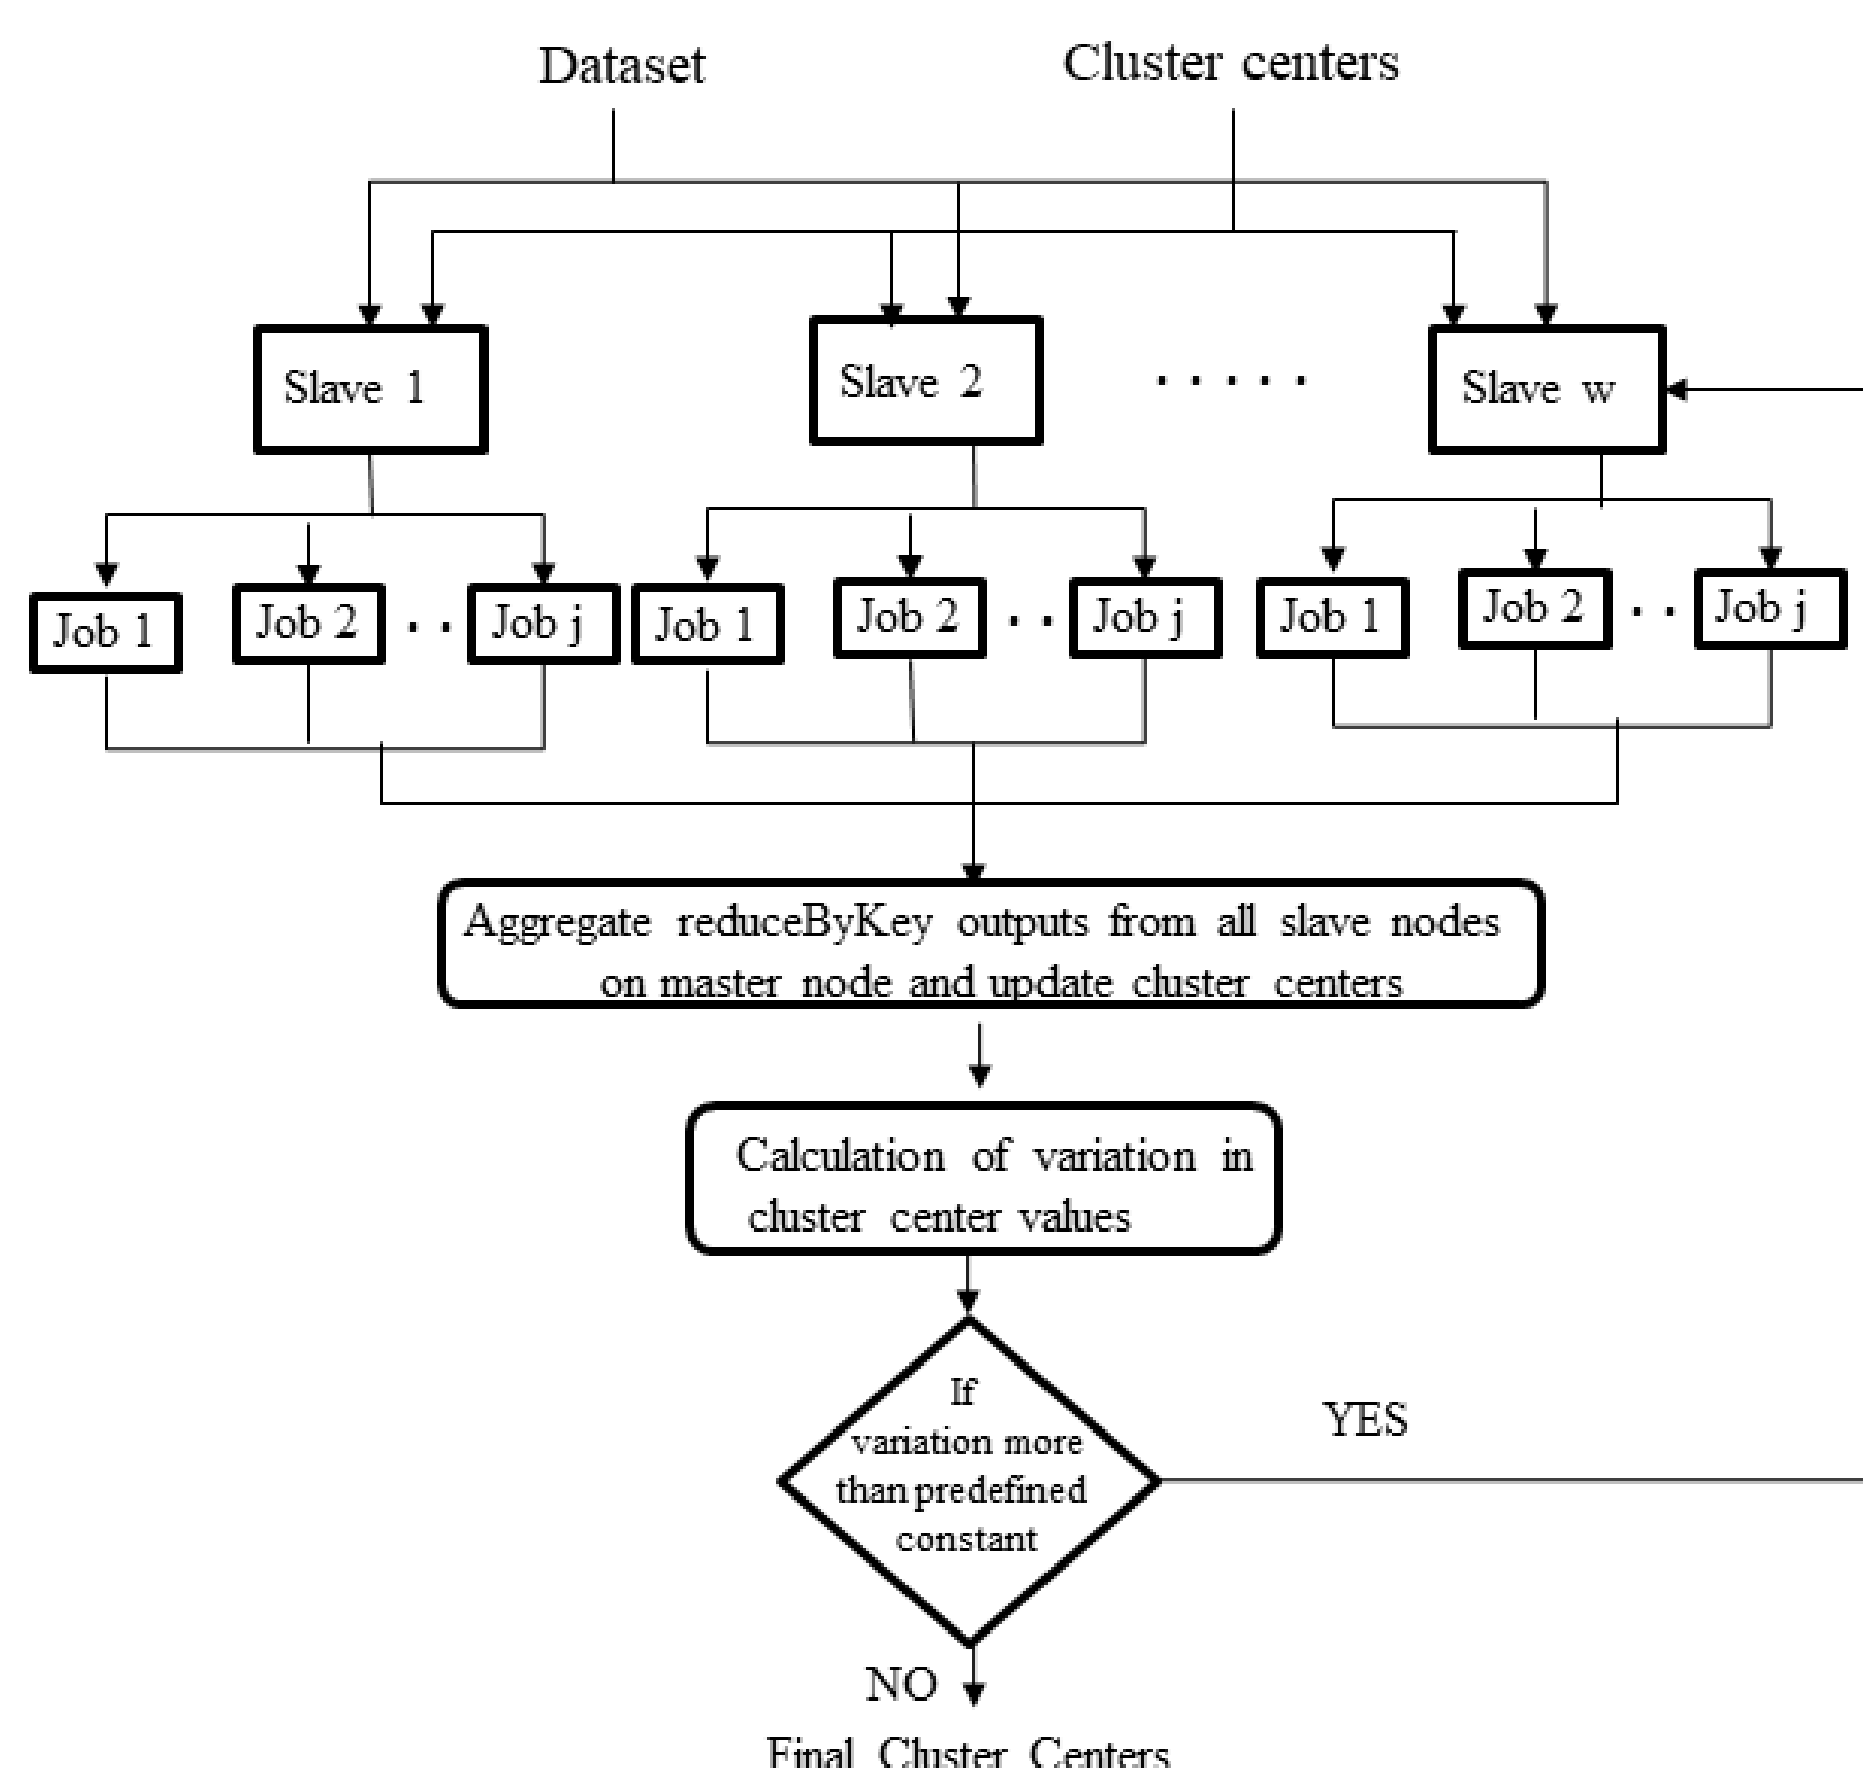 Dataset
Cluster centers
Slave 1
Slave 2
. . . . .
Slave w
Job 1
Job 2
. .
Job j
Job 1
Job 2
. .
Job j
Job 1
Job 2
. .
Job j
Aggregate reduceByKey outputs from all slave nodes
on master node and update cluster centers
Calculation of variation in
cluster center values
If
variation more
than predefined
constant
YES
NO
Final Cluster Centers